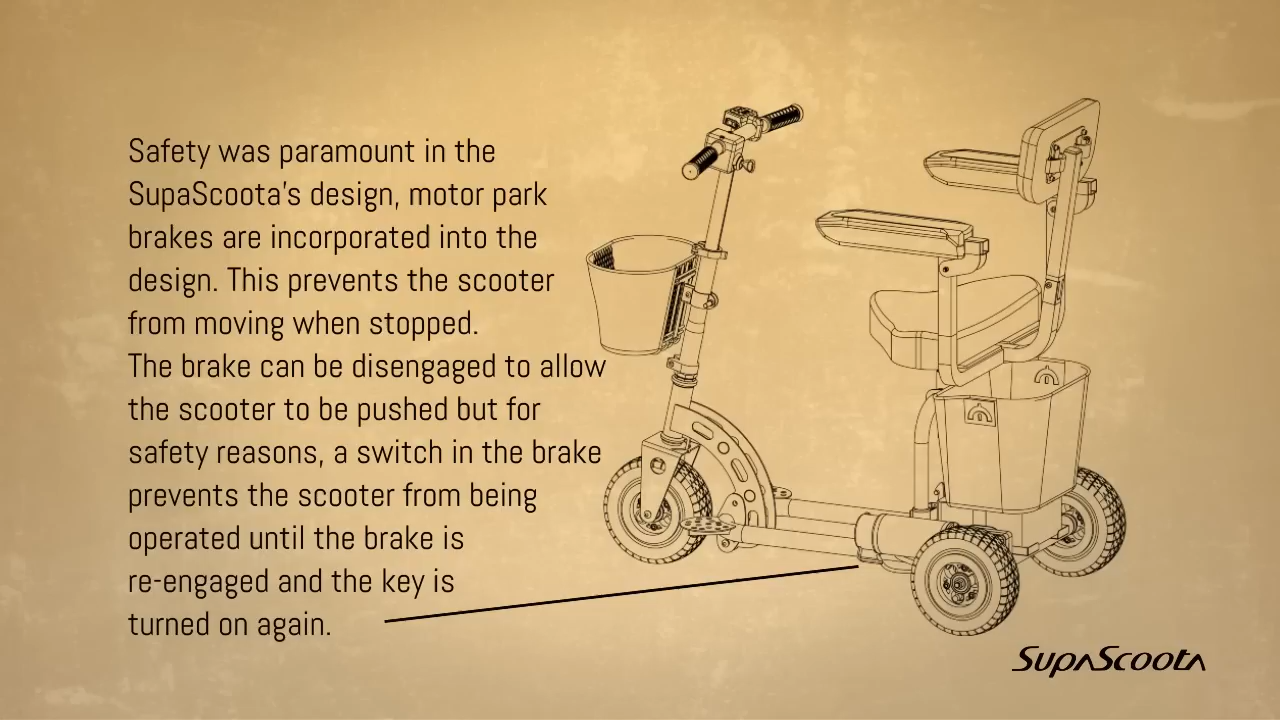 Safety was paramount in the
SupaScoota's design, motor park
brakes are incorporated into the
design. This prevents the scooter
from moving when stopped.
The brake can be disengaged to allow
the scooter to be pushed but for
safety reasons, a switch in the brake
prevents the scooter from being
operated until the brake is
re-engaged and the key is
turned on again.
SupaScoota